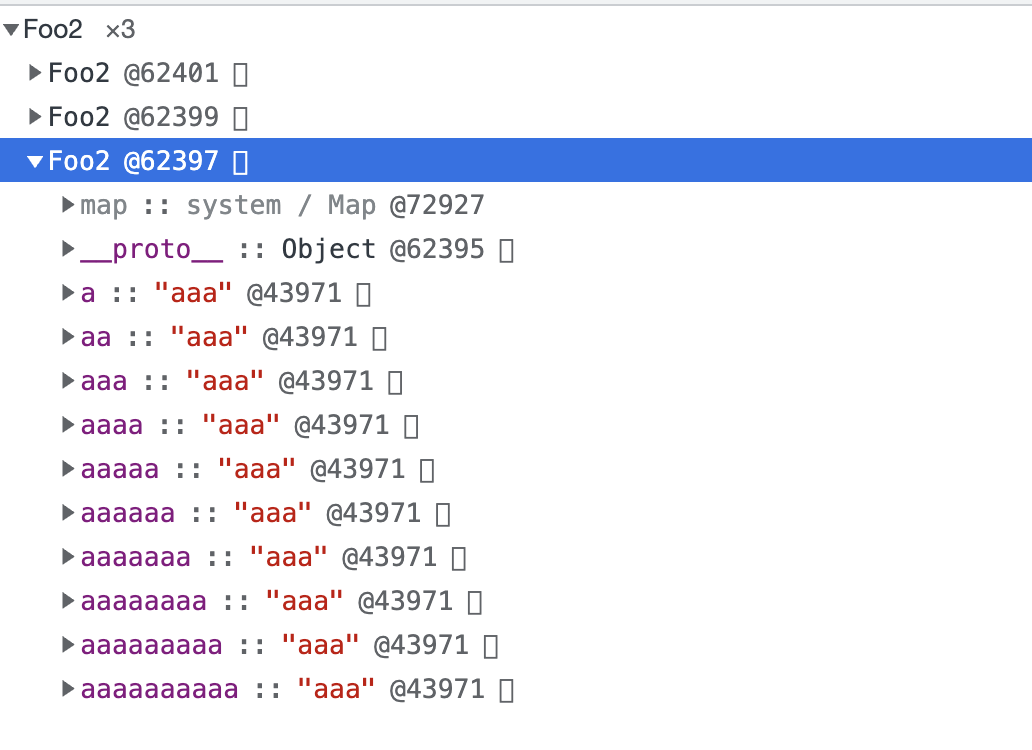 ▼Foo2 ×3
▶Foo2 @62401 □
▶Foo2 @62399 □
▼Foo2 @62397 □
▶map :: system / Map @72927
▶__proto__ :: Object @62395 □
▶a :: "aaa" @43971 □
▶aa :: "aaa" @43971 □
▶aaa :: "aaa" @43971 □
▶aaaa :: "aaa" @43971 □
▶aaaaa :: "aaa" @43971 □
▶aaaaaa :: "aaa" @43971 □
▶aaaaaaa :: "aaa" @43971 □
▶aaaaaaaa :: "aaa" @43971 □
▶aaaaaaaaa :: "aaa" @43971 □
▶aaaaaaaaaa :: "aaa" @43971 □